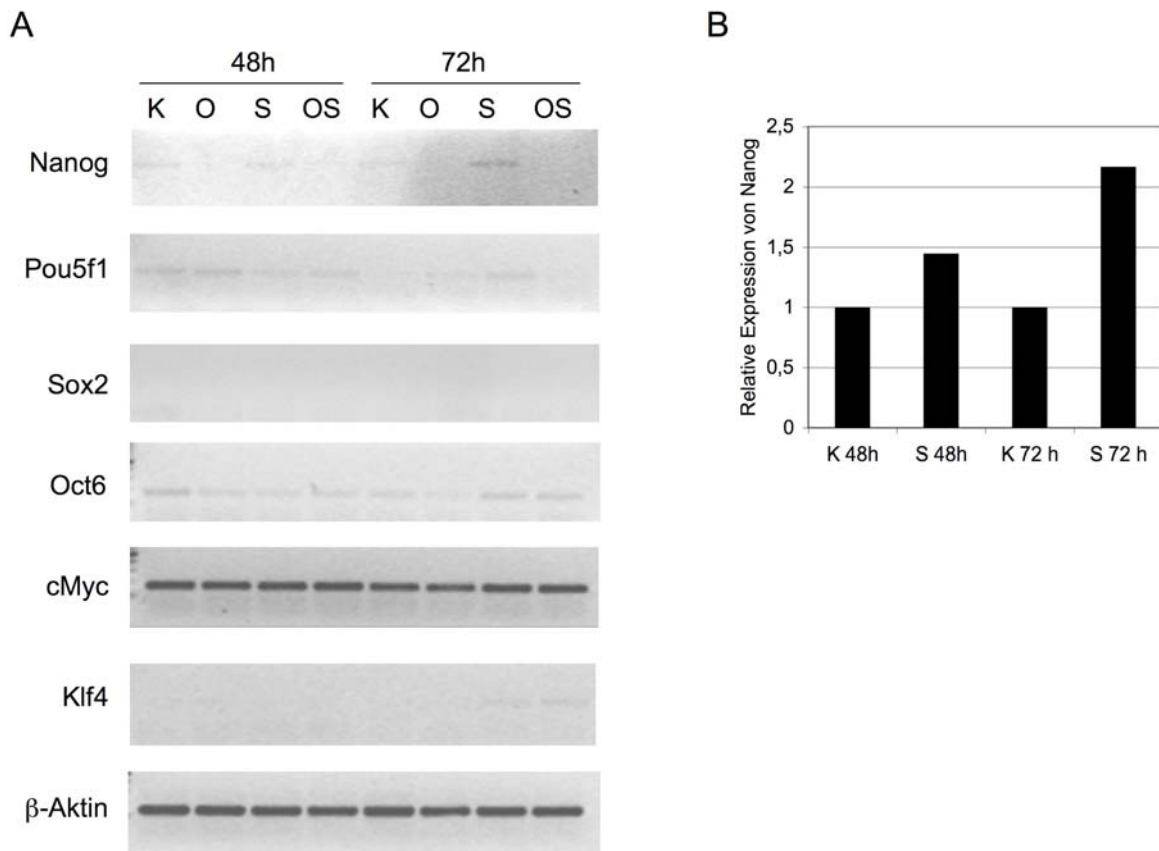 A
48h 72h
K O S OS K O S OS
Nanog
Pou5f1
Sox2
Oct6
cMyc
Klf4
β-Aktin
B
Relative Expression von Nanog
2,5
2
1,5
1
0,5
0
K 48h S 48h K 72 h S 72 h